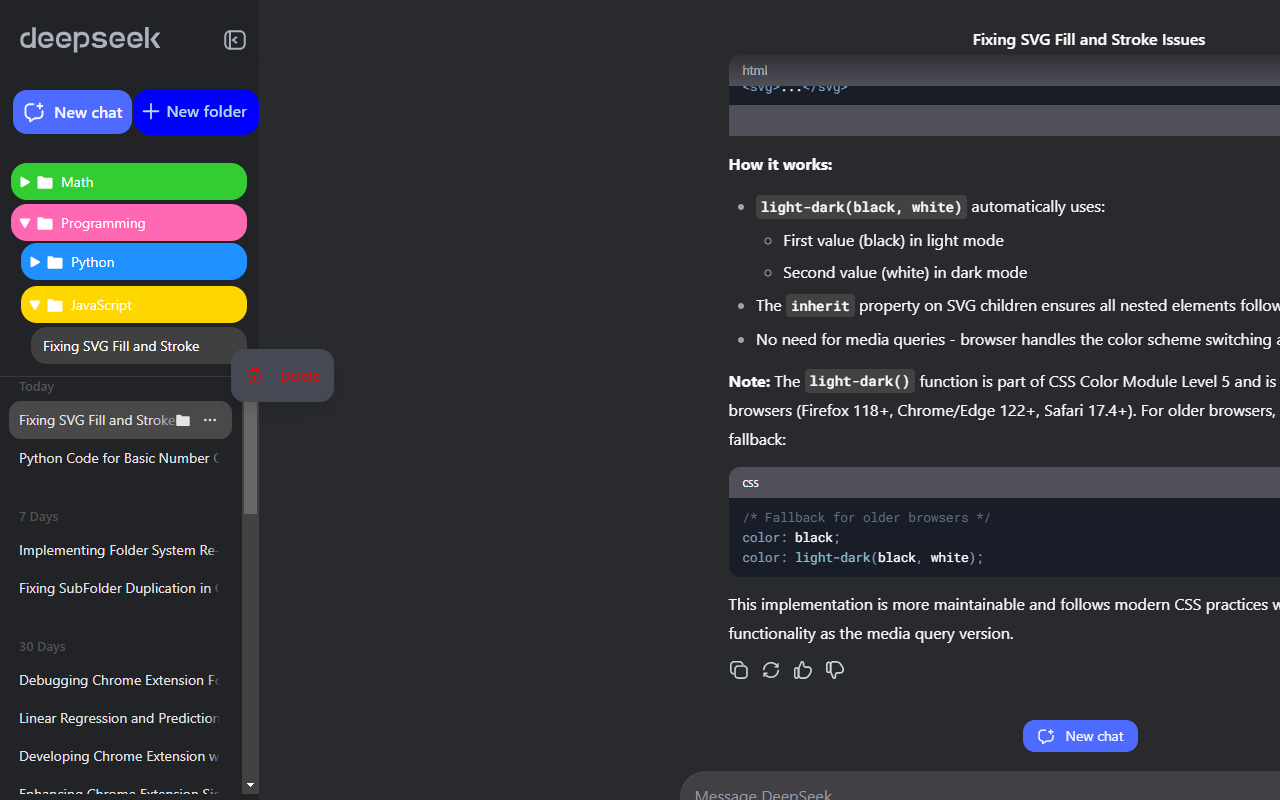 deepseek
New chat
New folder
Math
Programming
Python
JavaScript
Fixing SVG Fill and Stroke
Delete
Today
Fixing SVG Fill and Stroke
Python Code for Basic Number
7 Days
Implementing Folder System Re-
Fixing SubFolder Duplication in
30 Days
Debugging Chrome Extension
Linear Regression and Prediction
Developing Chrome Extension w
Enhancing Chrome Extension
Fixing SVG Fill and Stroke Issues
html
<svg>...</svg>
How it works:
light-dark(black, white) automatically uses:
First value (black) in light mode
Second value (white) in dark mode
The inherit property on SVG children ensures all nested elements follow
No need for media queries - browser handles the color scheme switching
Note: The light-dark() function is part of CSS Color Module Level 5 and is
browsers (Firefox 118+, Chrome/Edge 122+, Safari 17.4+). For older browsers,
fallback:
css
/* Fallback for older browsers */
color: black;
color: light-dark(black, white);
This implementation is more maintainable and follows modern CSS practices
functionality as the media query version.
New chat
Message DeepSeek